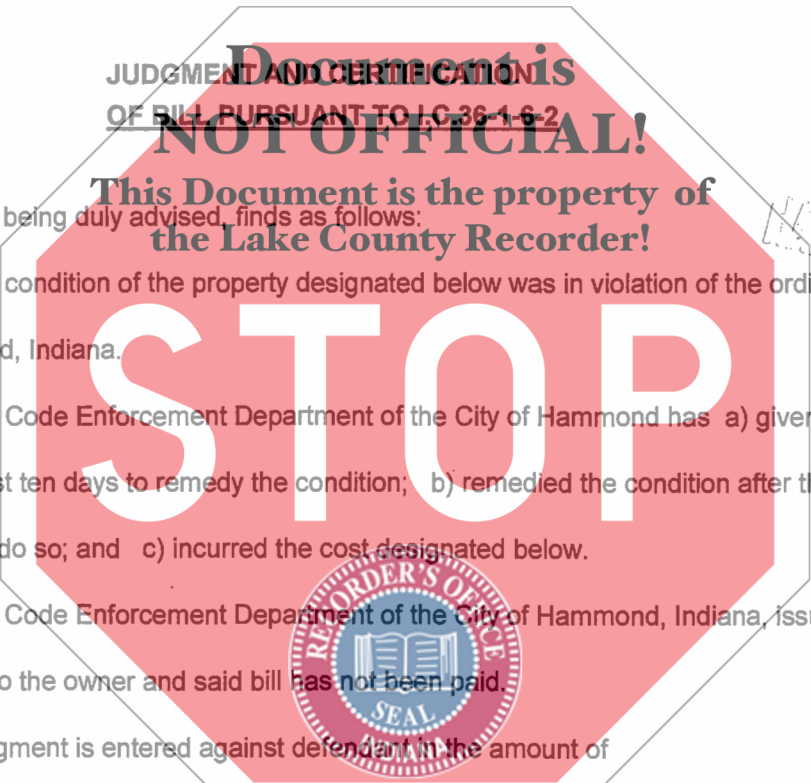 Document is
NOT OFFICIAL!
This Document is the property of
the Lake County Recorder!
STOP
JUDGMENT AND CERTIFICATION
OF BILL PURSUANT TO I.C. 36-1-6-2
being duly advised, finds as follows:
condition of the property designated below was in violation of the ordi
d, Indiana.
Code Enforcement Department of the City of Hammond has a) given
st ten days to remedy the condition; b) remedied the condition after th
do so; and c) incurred the cost designated below.
Code Enforcement Department of the City of Hammond, Indiana, issu
o the owner and said bill has not been paid.
gment is entered against defendant in the amount of
RECORDER'S OFFICE
SEAL
INDIANA